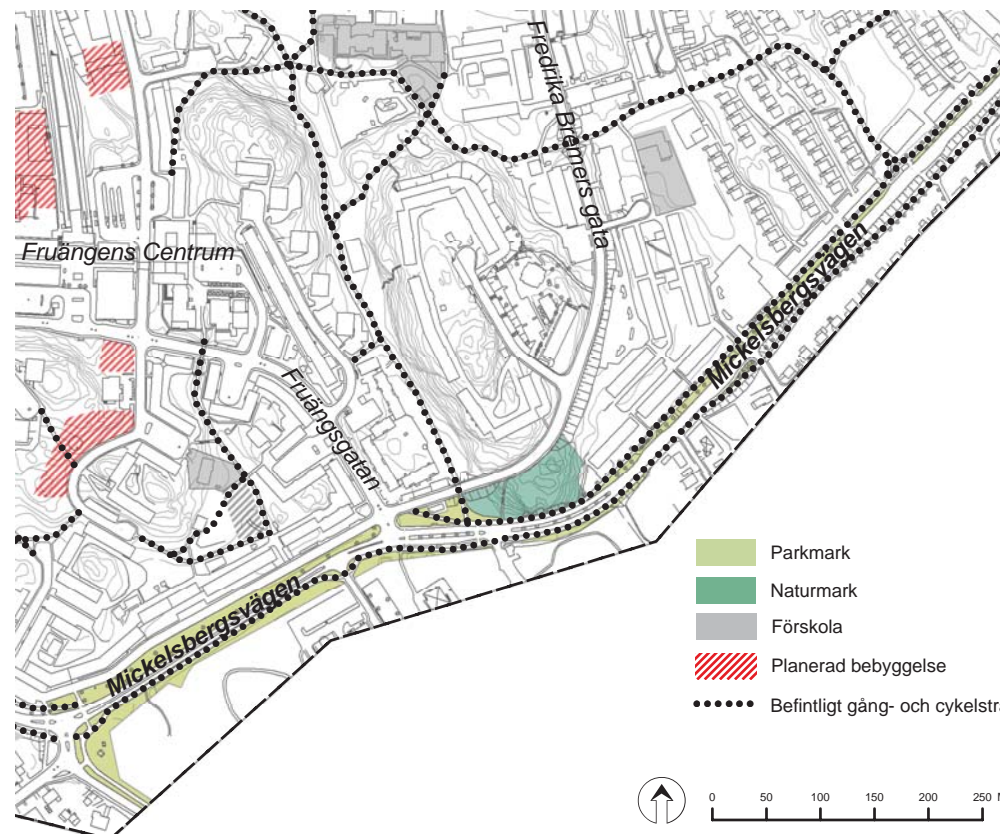 Fredrika Bremers gata
Fruängens Centrum
Mickelsbergsvägen
Fruängsgatan
Mickelsbergsvägen
Parkmark
Naturmark
Förskola
Planerad bebyggelse
Befintligt gång- och cykelstrå
0 50 100 150 200 250